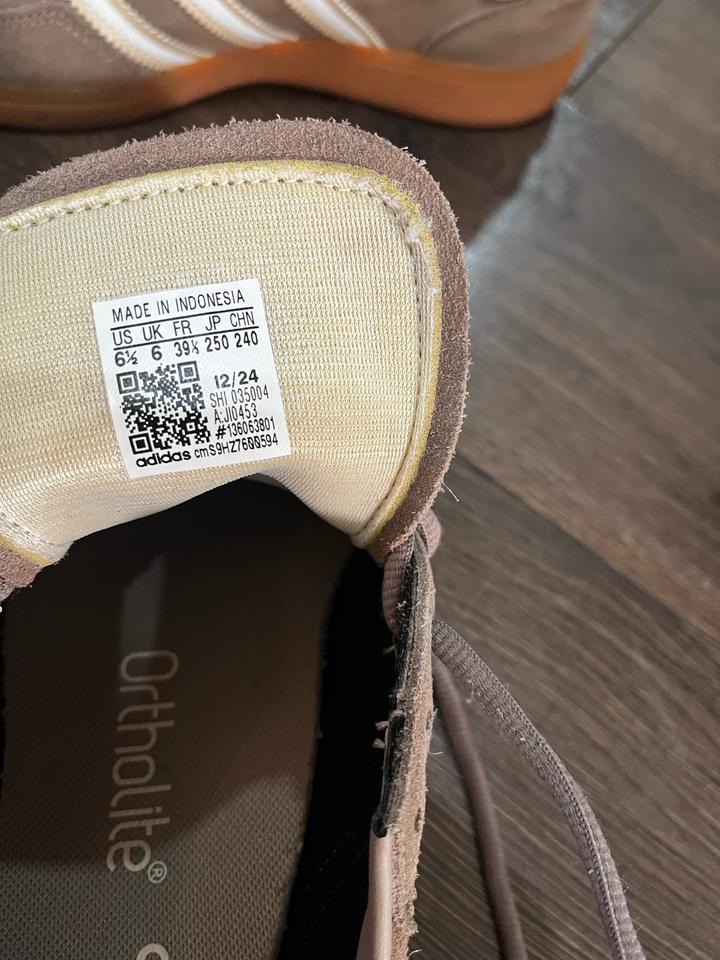 MADE IN INDONESIA
US UK FR JP CHN
6½ 6 39⅓ 250 240
12/24
SHI 035004
A:JI0453
#136063801
adidas cmS9HZ7600594
OrthoLite®